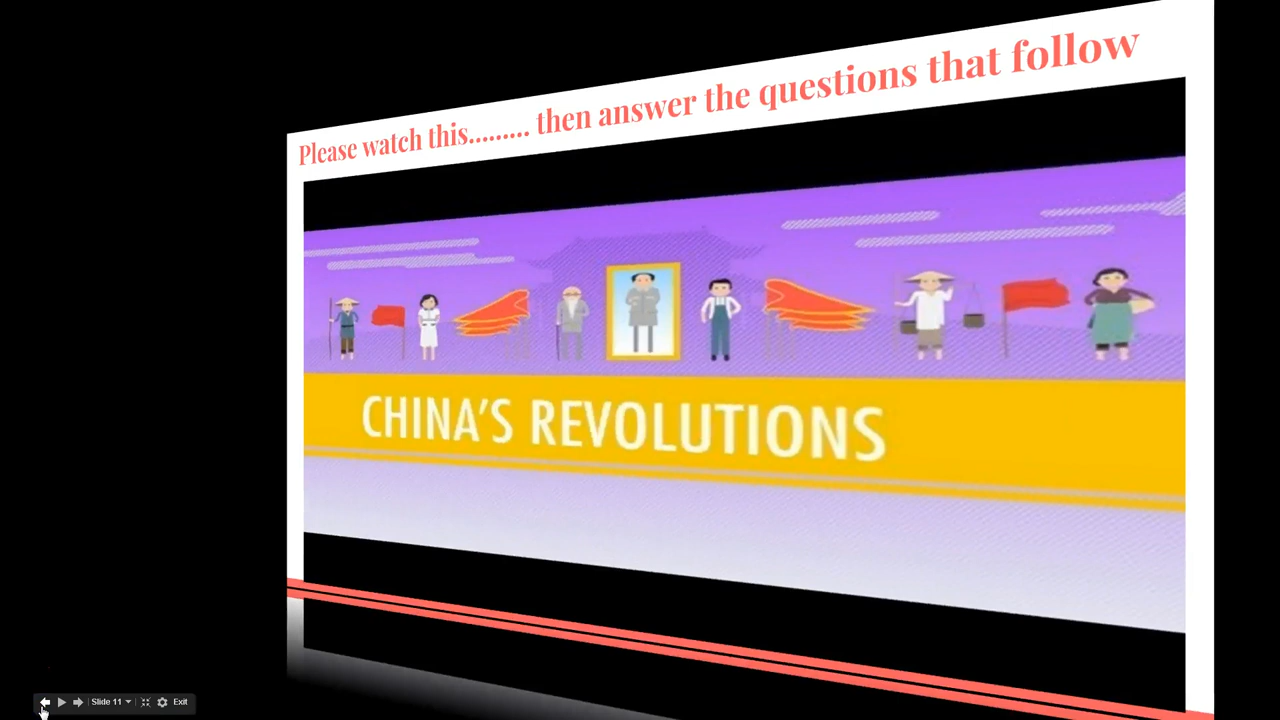 Please watch this......... then answer the questions that follow
CHINA'S REVOLUTIONS
Slide 11
Exit